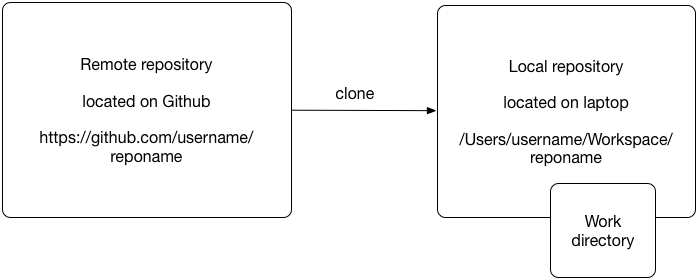 Remote repository
located on Github
https://github.com/username/
reponame
clone
Local repository
located on laptop
/Users/username/Workspace/
reponame
Work
directory